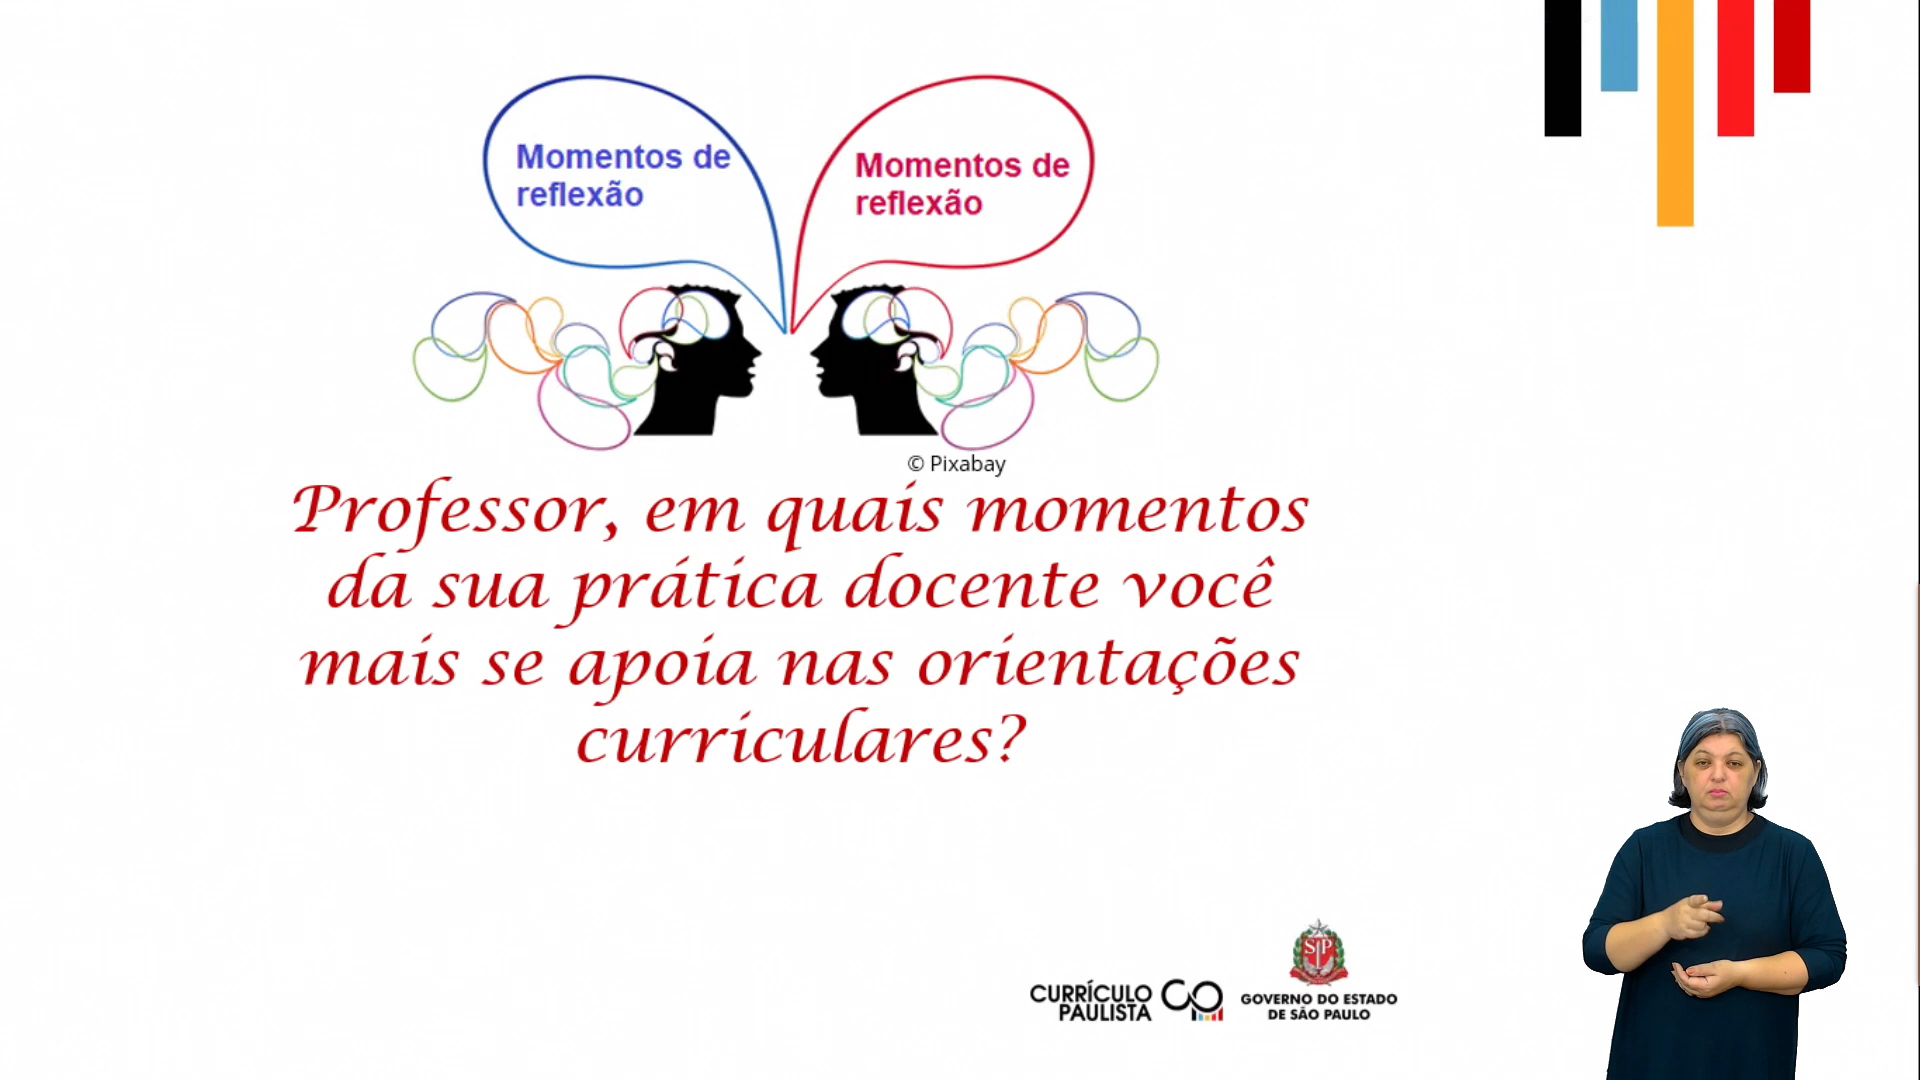 Momentos de
reflexão
Momentos de
reflexão
© Pixabay
Professor, em quais momentos
da sua prática docente você
mais se apoia nas orientações
curriculares?
CURRÍCULO
PAULISTA
SP
GOVERNO DO ESTADO
DE SÃO PAULO